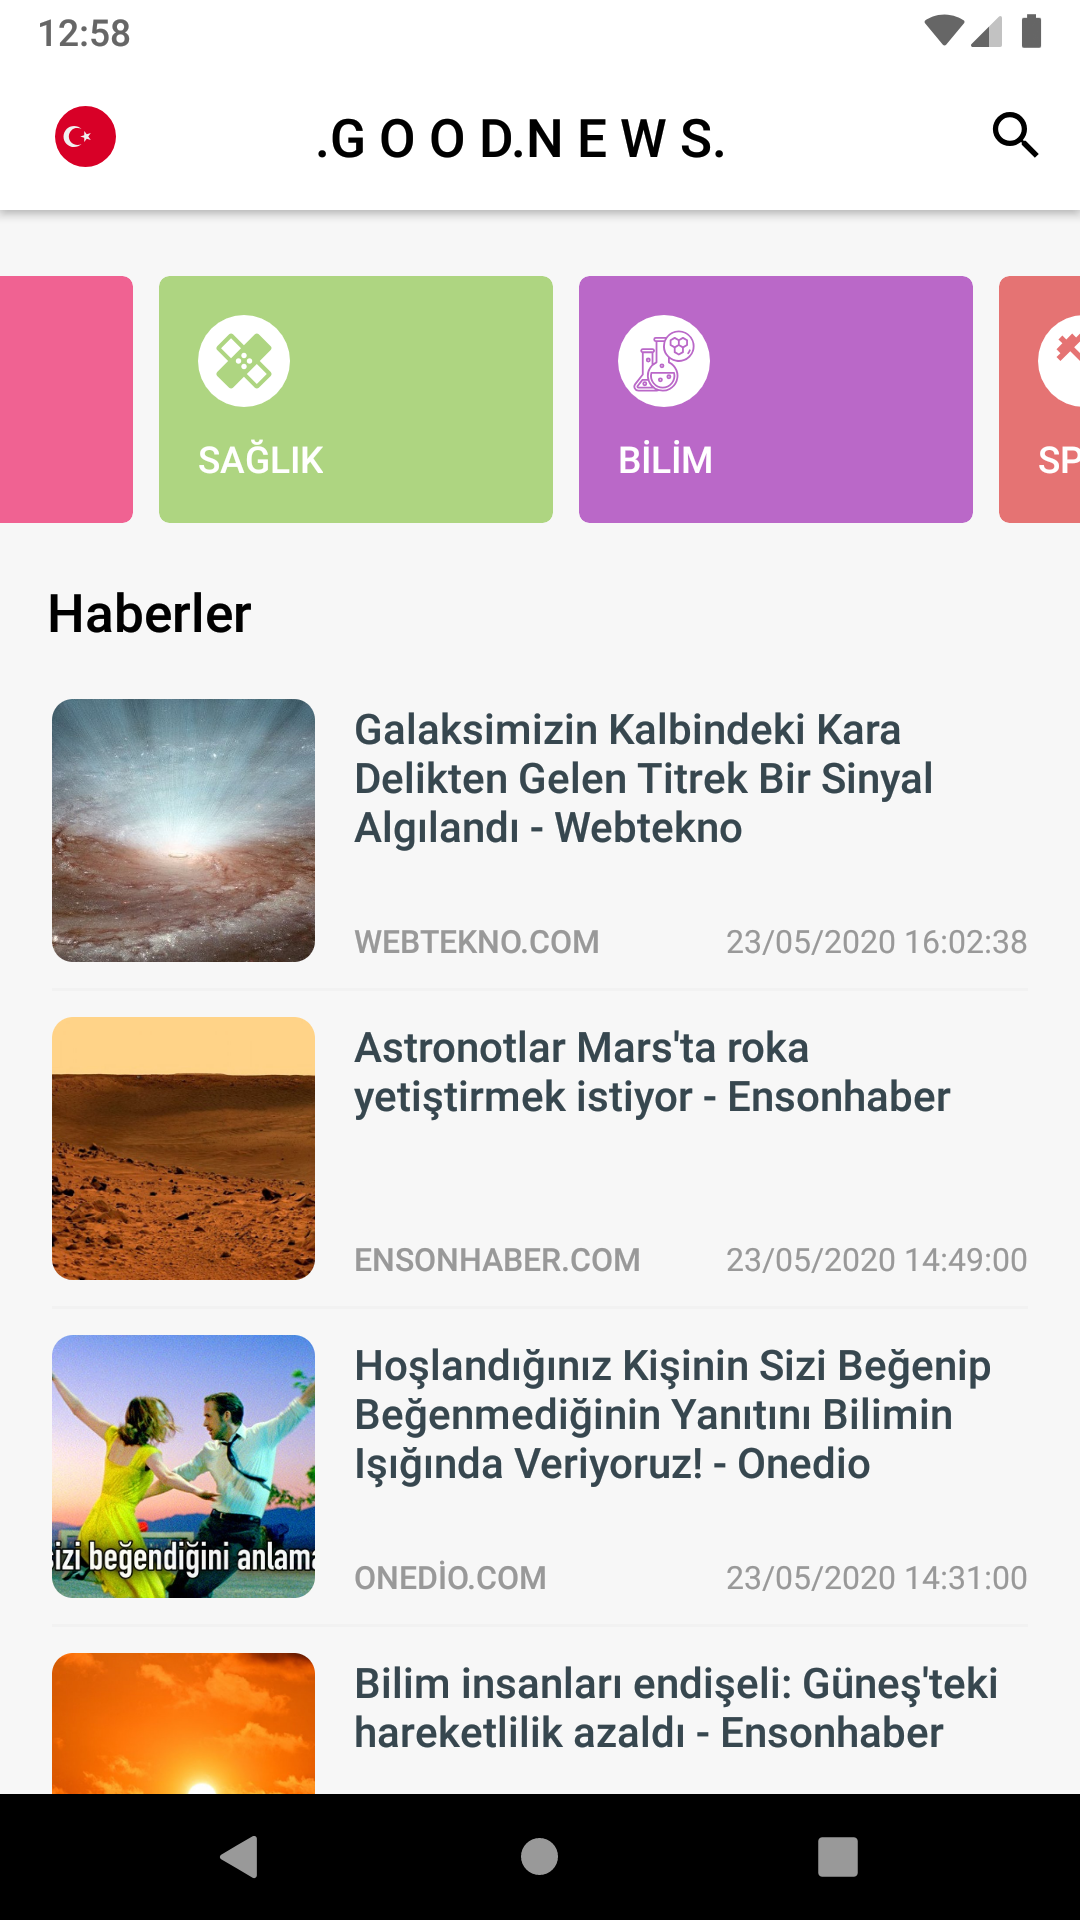 12:58
.G O O D.N E W S.
SAĞLIK
BİLİM
SP
Haberler
Galaksimizin Kalbindeki Kara
Delikten Gelen Titrek Bir Sinyal
Algılandı - Webtekno
WEBTEKNO.COM
23/05/2020 16:02:38
Astronotlar Mars'ta roka
yetiştirmek istiyor - Ensonhaber
ENSONHABER.COM
23/05/2020 14:49:00
Hoşlandığınız Kişinin Sizi Beğenip
Beğenmediğinin Yanıtını Bilimin
Işığında Veriyoruz! - Onedio
izi beğendiğini anlama
ONEDİO.COM
23/05/2020 14:31:00
Bilim insanları endişeli: Güneş'teki
hareketlilik azaldı - Ensonhaber